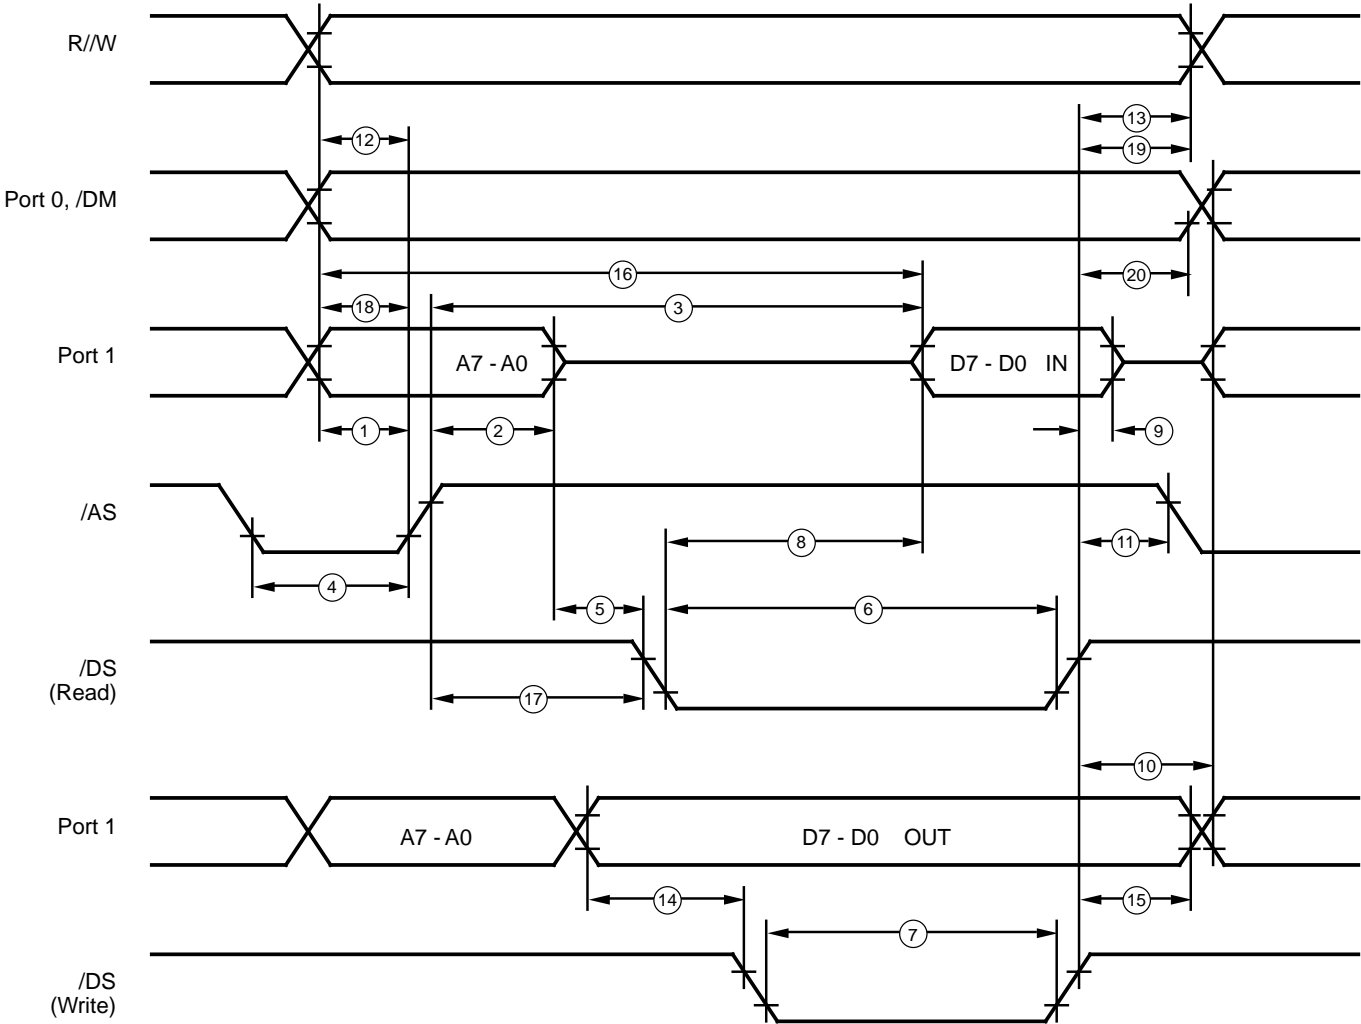 R//W
13
12
19
Port 0, /DM
16
20
18
3
Port 1
A7 - A0
D7 - D0 IN
1
2
9
/AS
8
11
4
5
6
/DS
(Read)
17
10
Port 1
A7 - A0
D7 - D0 OUT
14
15
7
/DS
(Write)